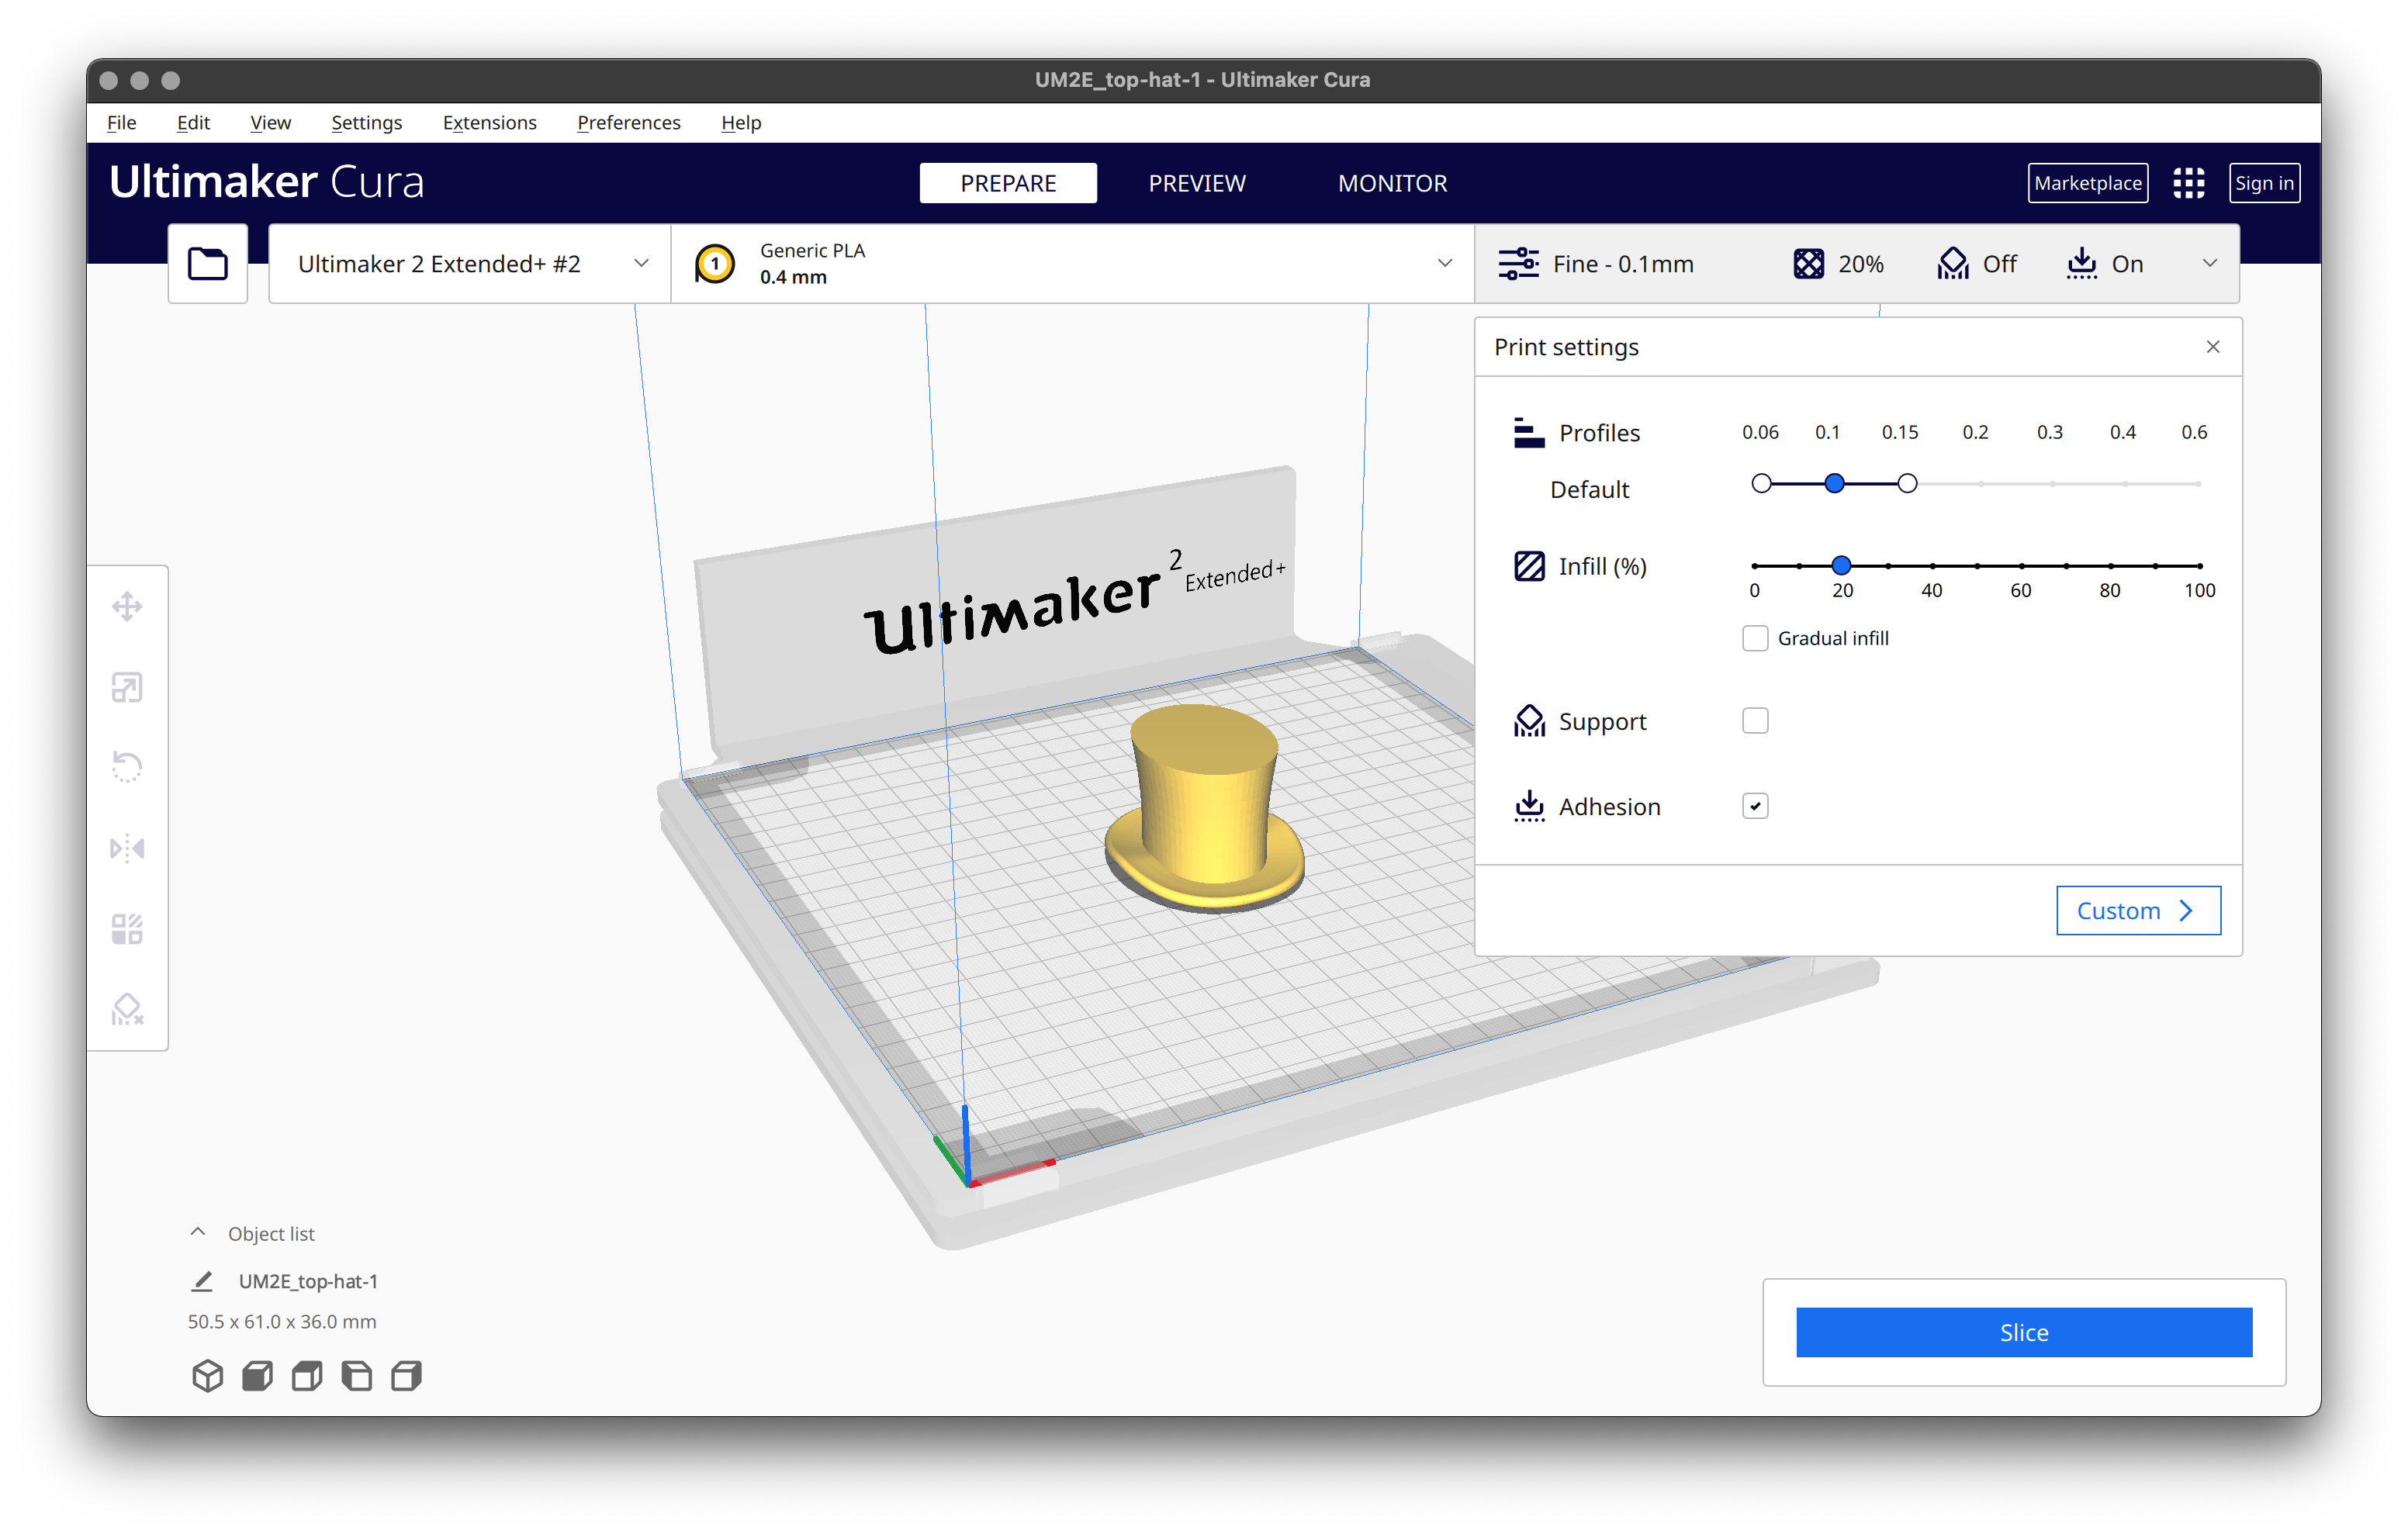 UM2E_top-hat-1 - Ultimaker Cura
File Edit View Settings Extensions Preferences Help
Ultimaker Cura
PREPARE PREVIEW MONITOR
Marketplace Sign in
Ultimaker 2 Extended+ #2
1
Generic PLA
0.4 mm
Fine - 0.1mm 20% Off On
Print settings
Profiles 0.06 0.1 0.15 0.2 0.3 0.4 0.6
Default
Infill (%)
0 20 40 60 80 100
Gradual infill
Support
Adhesion
Custom
Ultimaker 2 Extended+
Object list
UM2E_top-hat-1
50.5 x 61.0 x 36.0 mm
Slice